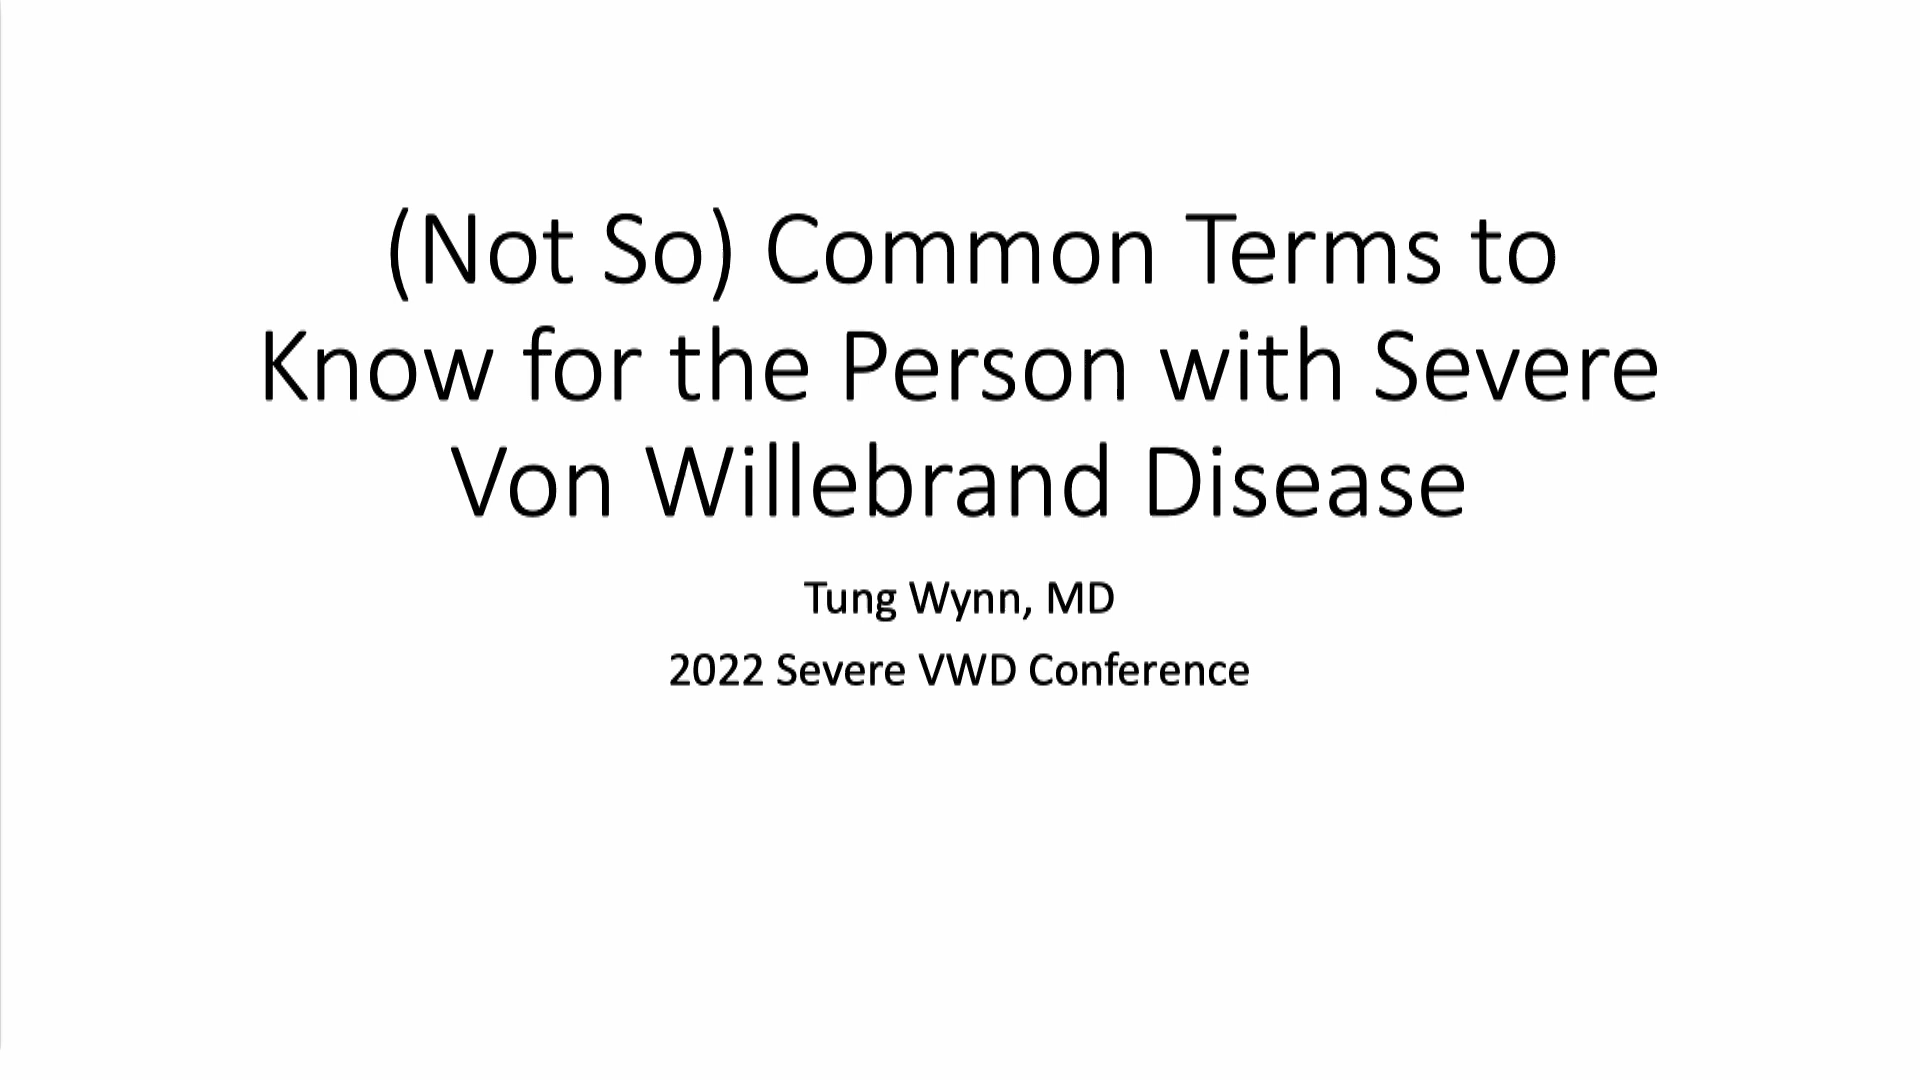 (Not So) Common Terms to
Know for the Person with Severe
Von Willebrand Disease
Tung Wynn, MD
2022 Severe VWD Conference